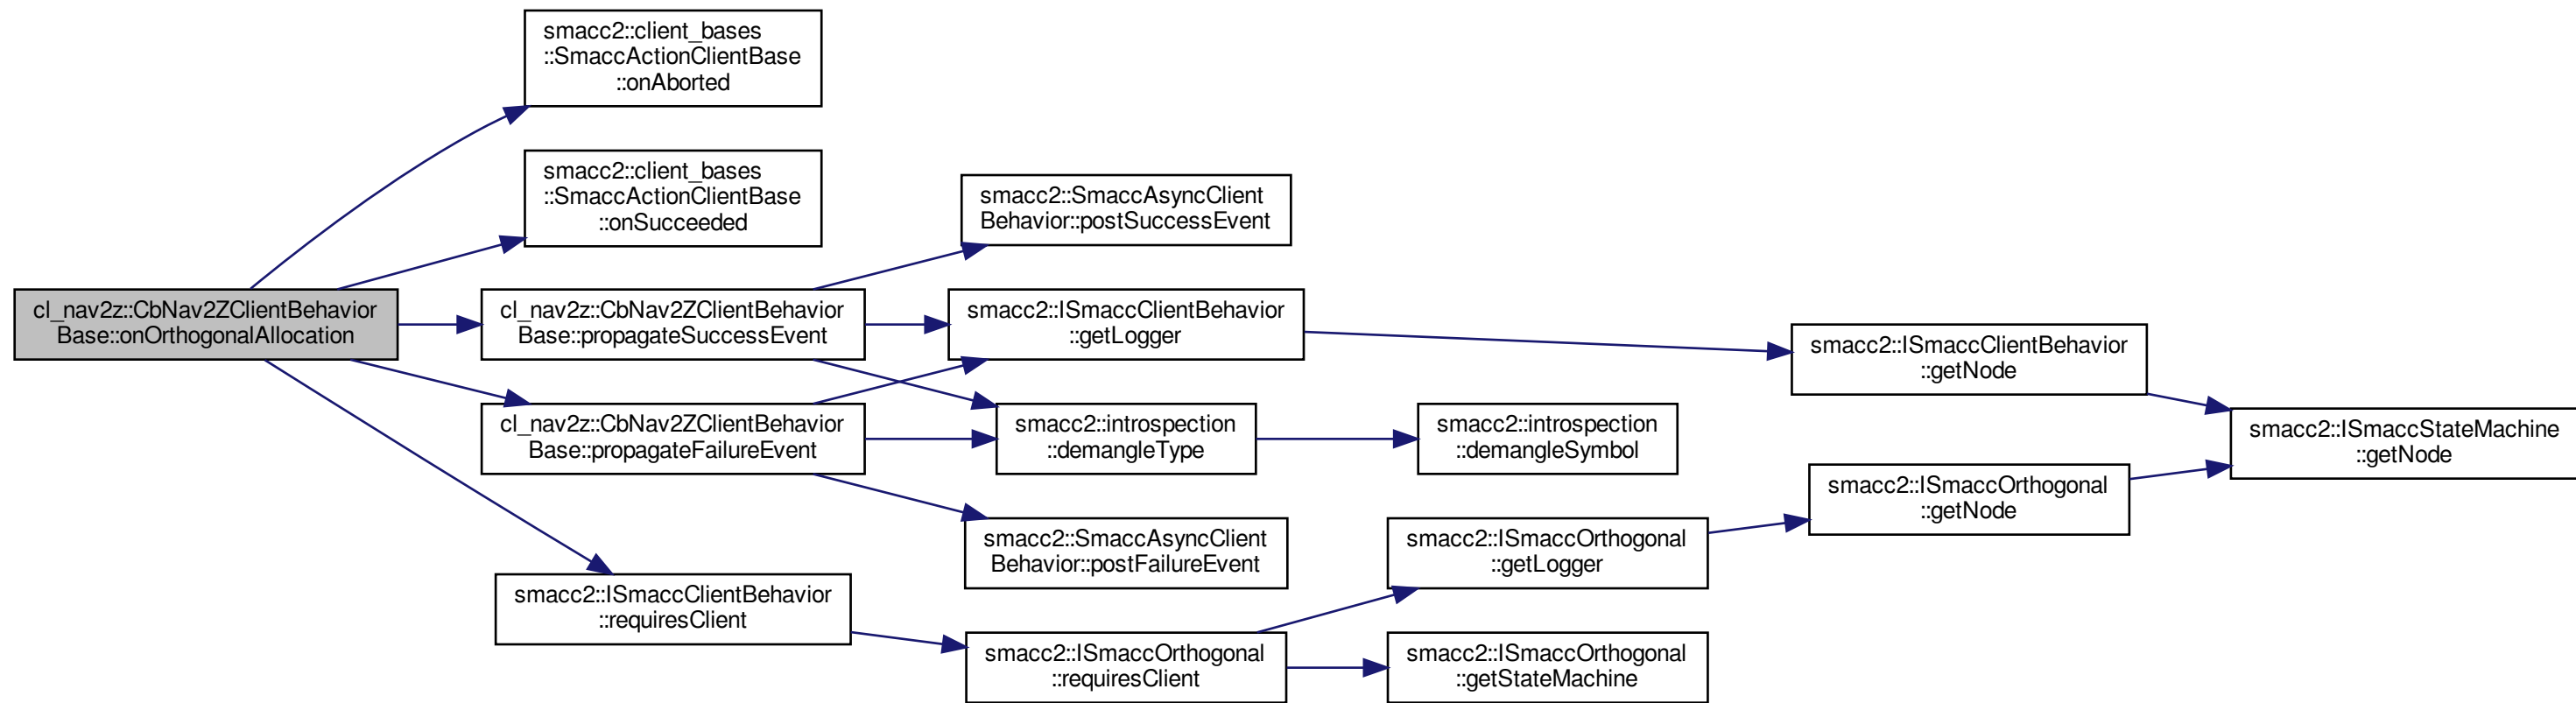 smacc2::client_bases
::SmaccActionClientBase
::onAborted
smacc2::client_bases
::SmaccActionClientBase
::onSucceeded
cl_nav2z::CbNav2ZClientBehavior
Base::onOrthogonalAllocation
cl_nav2z::CbNav2ZClientBehavior
Base::propagateSuccessEvent
cl_nav2z::CbNav2ZClientBehavior
Base::propagateFailureEvent
smacc2::ISmaccClientBehavior
::requiresClient
smacc2::SmaccAsyncClient
Behavior::postSuccessEvent
smacc2::ISmaccClientBehavior
::getLogger
smacc2::introspection
::demangleType
smacc2::SmaccAsyncClient
Behavior::postFailureEvent
smacc2::ISmaccOrthogonal
::requiresClient
smacc2::introspection
::demangleSymbol
smacc2::ISmaccOrthogonal
::getLogger
smacc2::ISmaccOrthogonal
::getStateMachine
smacc2::ISmaccClientBehavior
::getNode
smacc2::ISmaccOrthogonal
::getNode
smacc2::ISmaccStateMachine
::getNode